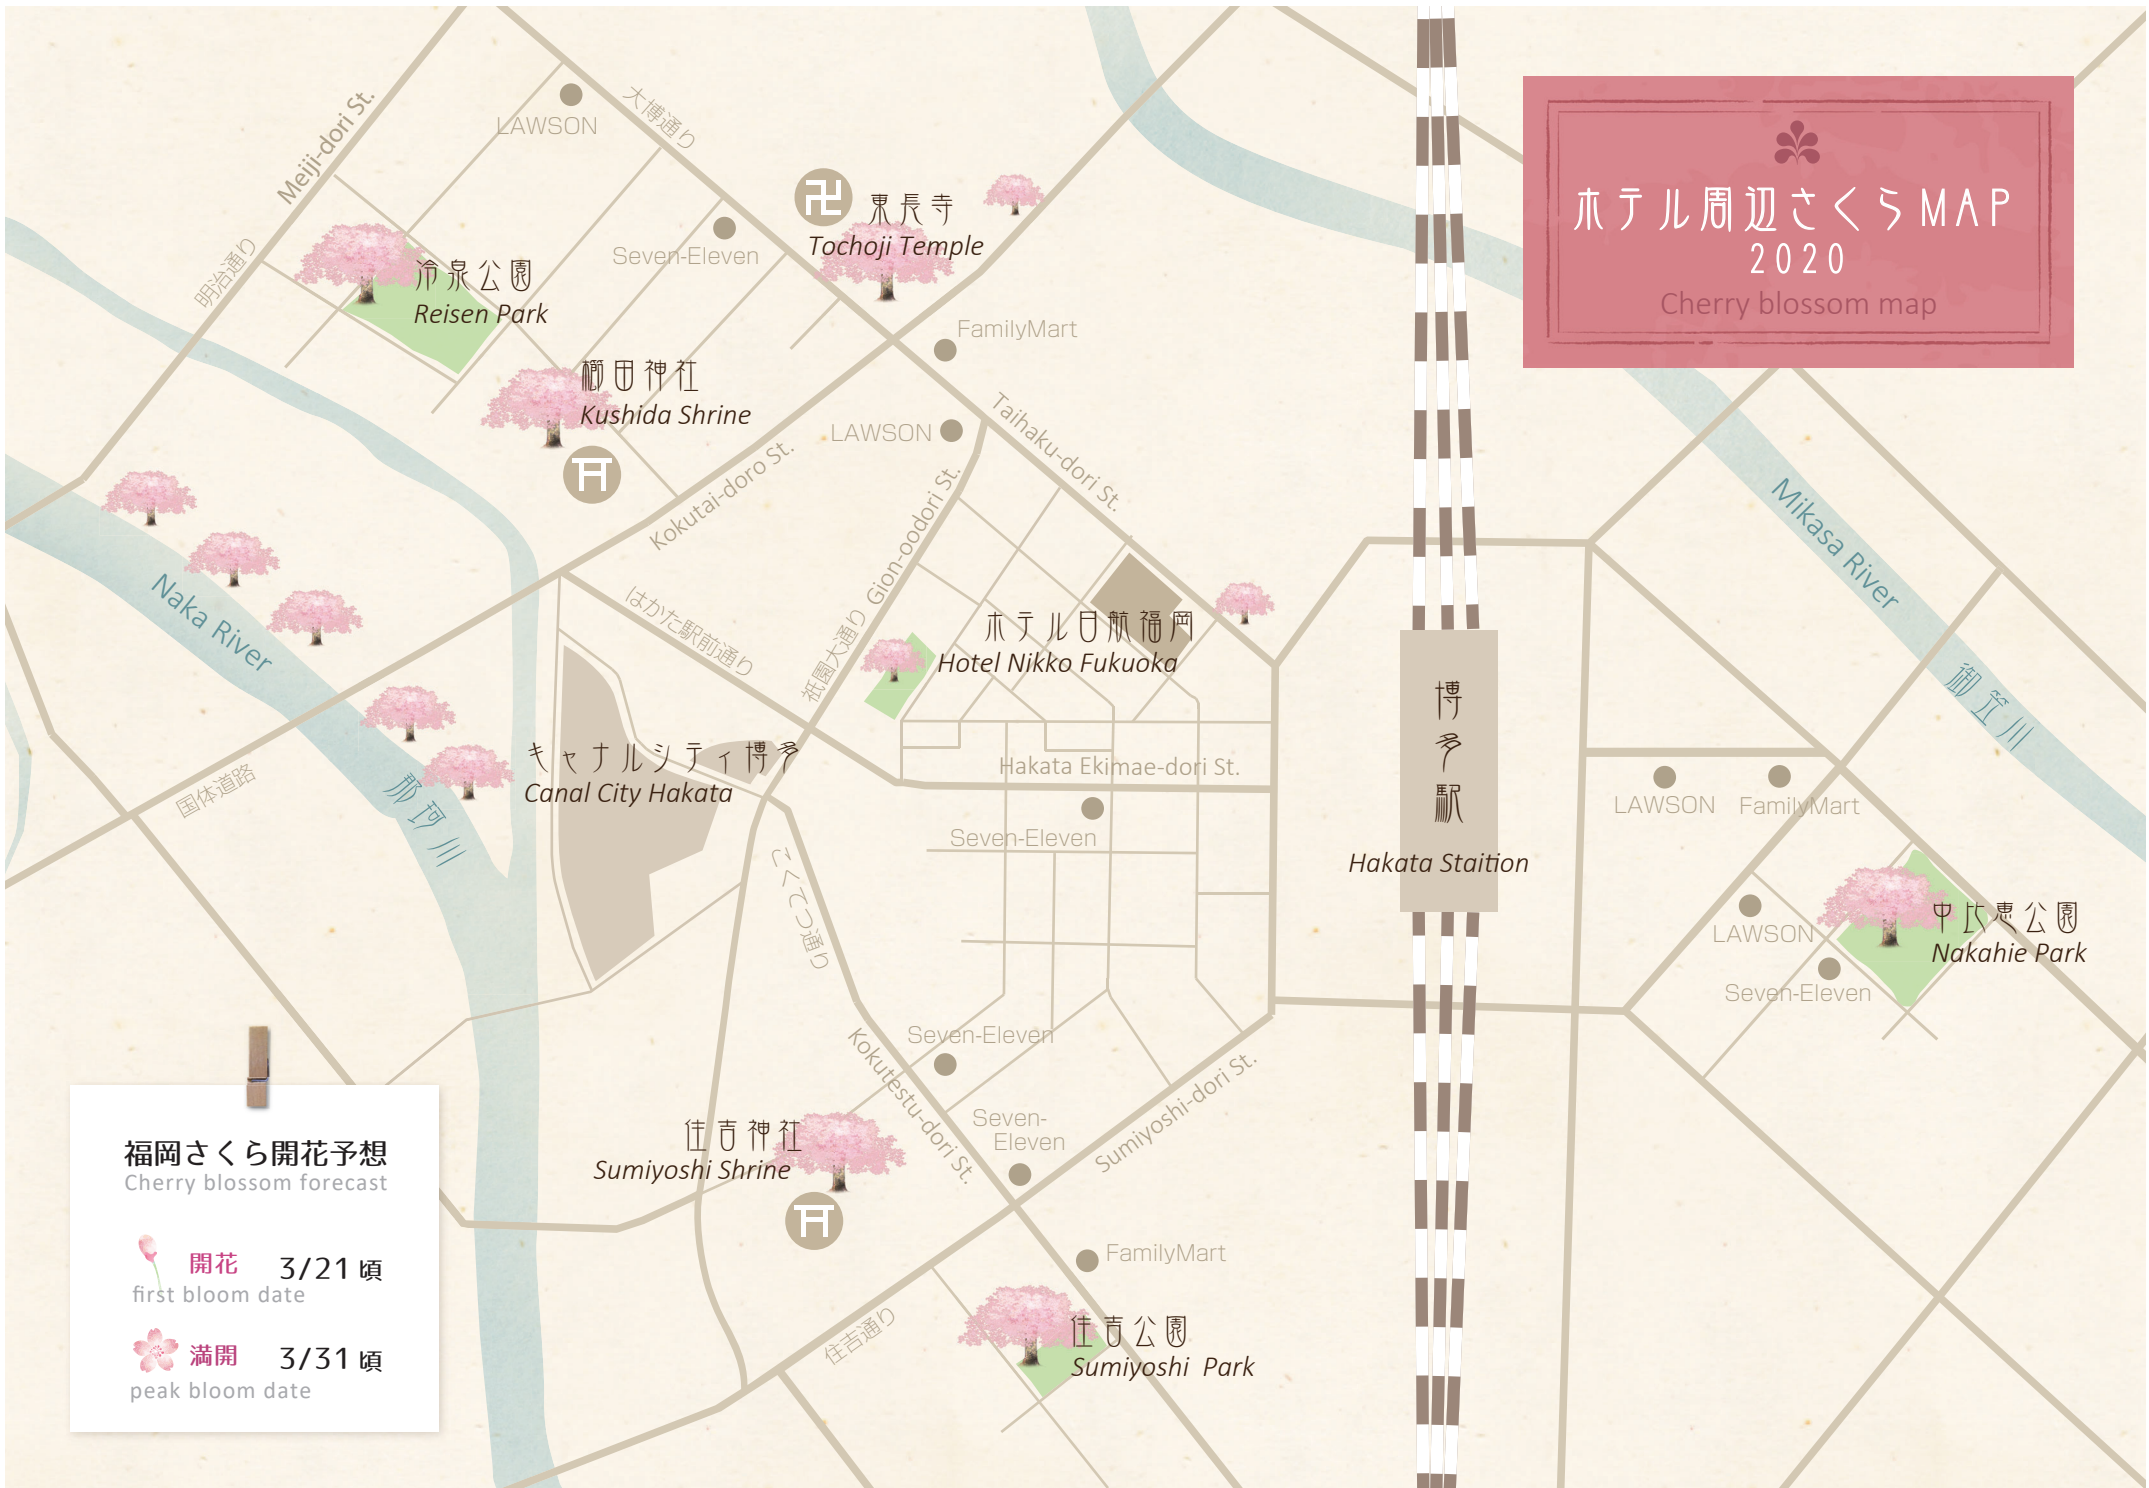 ホテル周辺さくらMAP
2020
Cherry blossom map
Meiji-dori St.
明治通り
LAWSON
大博通り
Seven-Eleven
東長寺
Tochoji Temple
冷泉公園
Reisen Park
FamilyMart
櫛田神社
Kushida Shrine
LAWSON
Taihaku-dori St.
Kokutai-doro St.
Gion-oodori St.
祇園大通り
はかた駅前通り
Naka River
那珂川
国体道路
ホテル日航福岡
Hotel Nikko Fukuoka
キャナルシティ博多
Canal City Hakata
Hakata Ekimae-dori St.
Seven-Eleven
博多駅
Hakata Staition
Mikasa River
御笠川
LAWSON
FamilyMart
LAWSON
Seven-Eleven
中比恵公園
Nakahie Park
こくてつ通り
Kokutestu-dori St.
Seven-Eleven
Seven-
Eleven
Sumiyoshi-dori St.
住吉神社
Sumiyoshi Shrine
FamilyMart
住吉通り
住吉公園
Sumiyoshi Park
福岡さくら開花予想
Cherry blossom forecast
開花 3/21 頃
first bloom date
満開 3/31 頃
peak bloom date